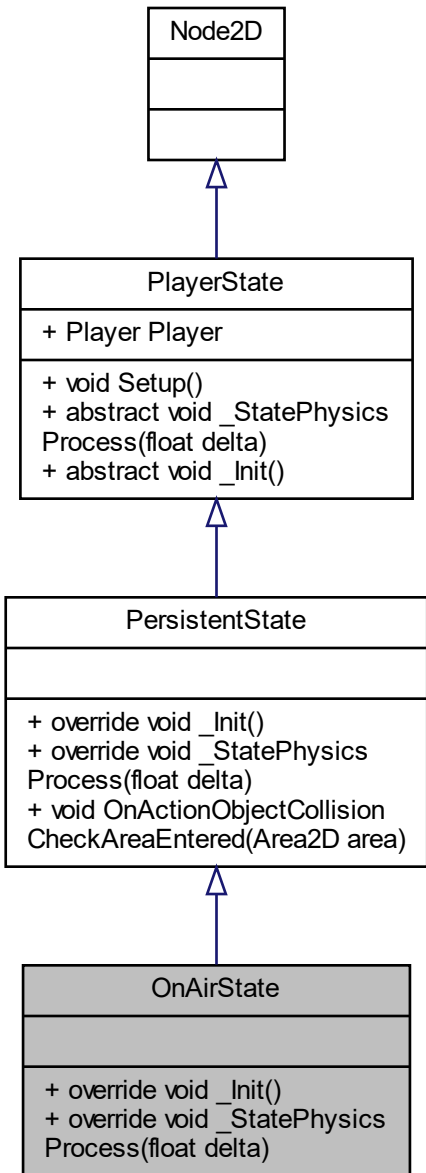 Node2D
PlayerState
+ Player Player
+ void Setup()
+ abstract void _StatePhysics
Process(float delta)
+ abstract void _Init()
PersistentState
+ override void _Init()
+ override void _StatePhysics
Process(float delta)
+ void OnActionObjectCollision
CheckAreaEntered(Area2D area)
OnAirState
+ override void _Init()
+ override void _StatePhysics
Process(float delta)